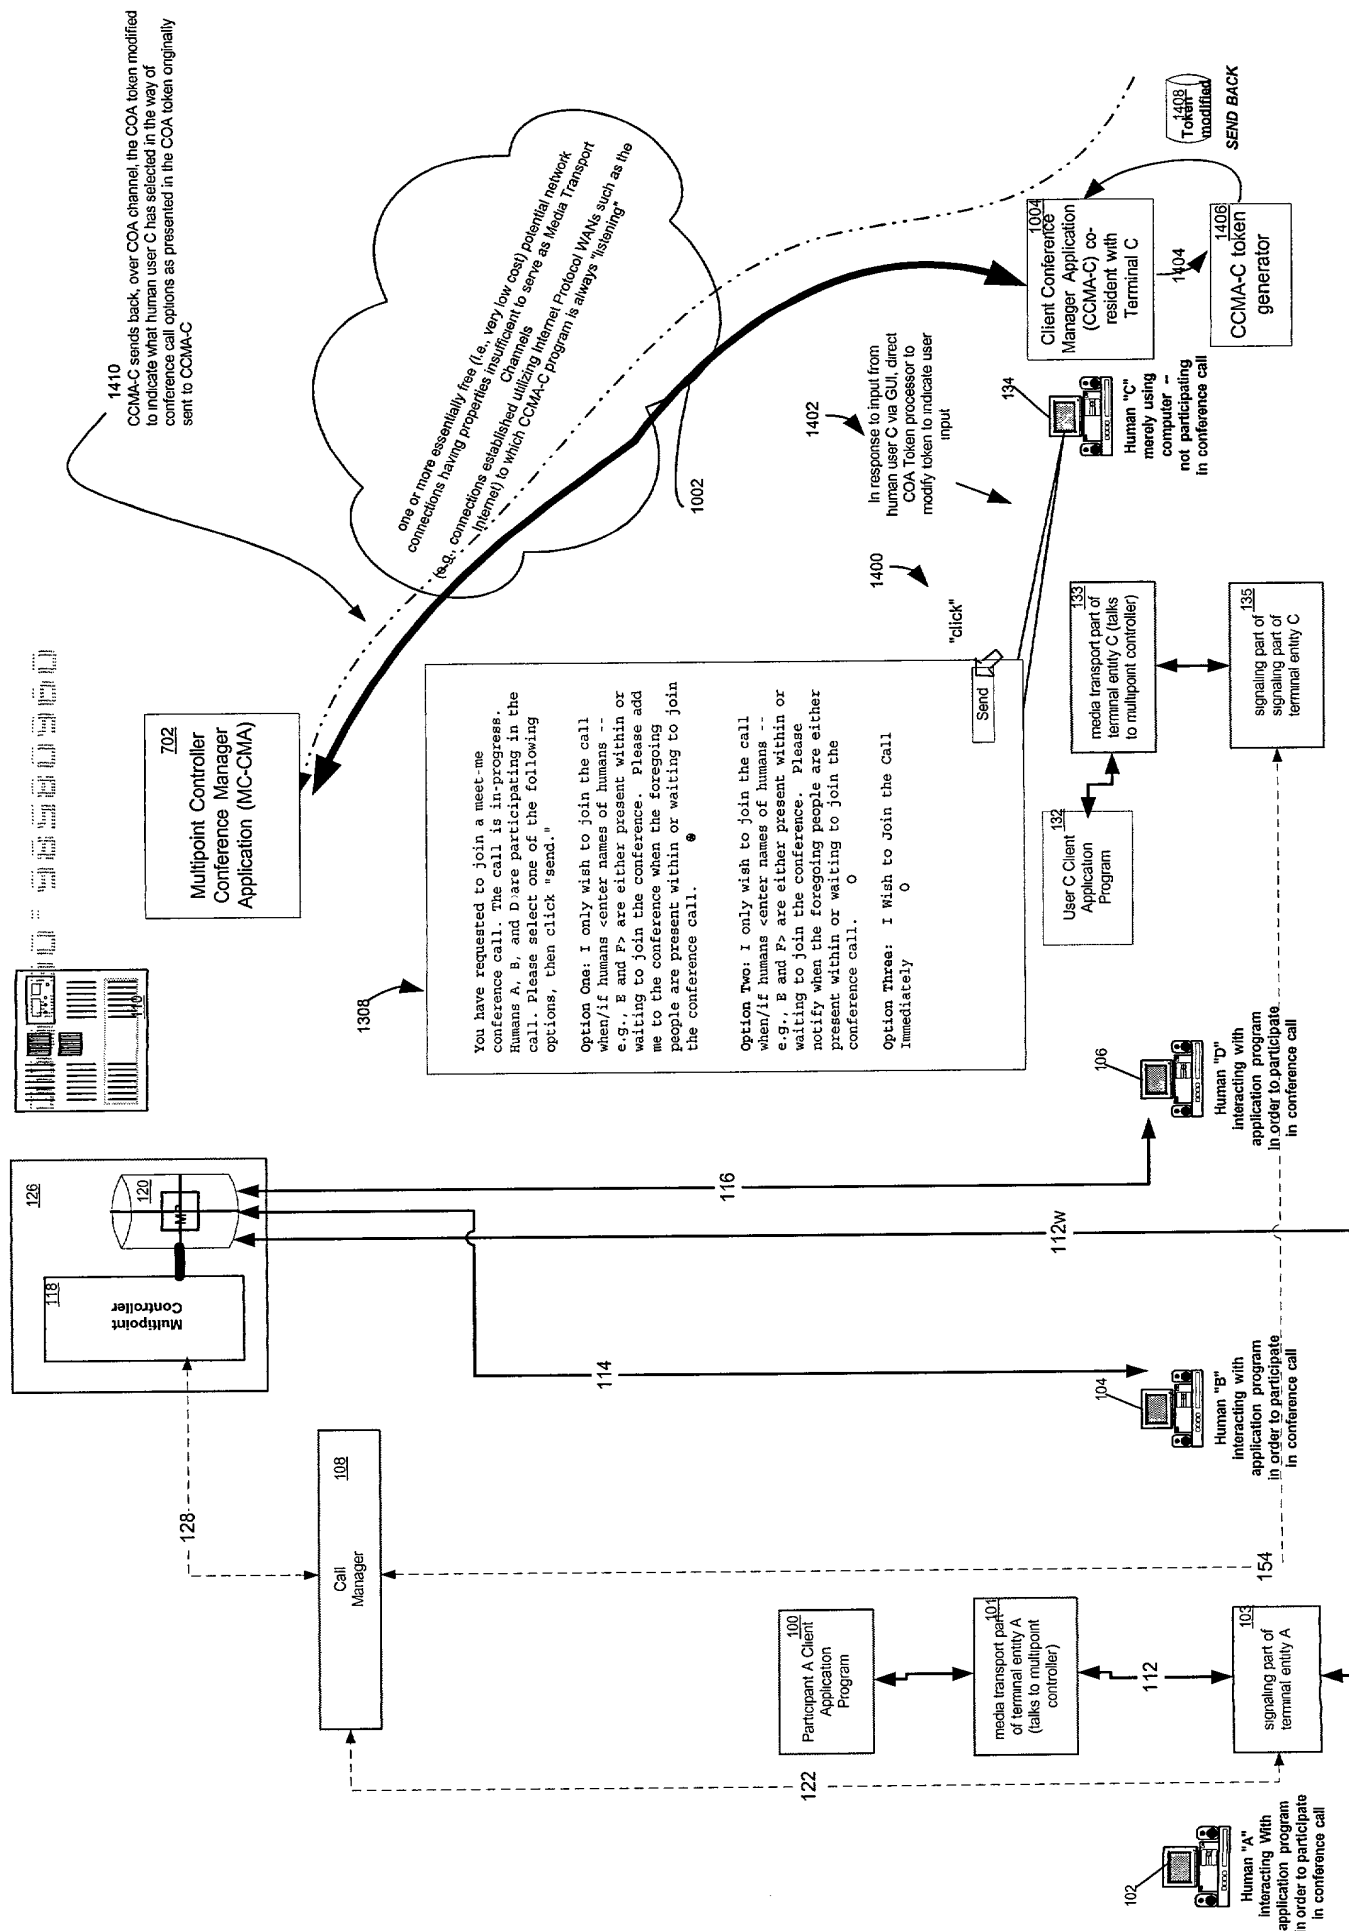 1410
CCMA-C sends back, over COA channel, the COA token modified
to indicate what human user C has selected in the way of
conference call options as presented in the COA token originally
sent to CCMA-C
702
Multipoint Controller
Conference Manager
Application (MC-CMA)
one or more essentially free (i.e., very low cost) potential network
connections having properties insufficient to serve as Media Transport
Channels
(e.g., connections established utilizing Internet Protocol WANs such as the
Internet) to which CCMA-C program is always "listening"
1002
1408
Token
modified
SEND BACK
1004
Client Conference
Manager Application
(CCMA-C) co-
resident with
Terminal C
1404
1406
CCMA-C token
generator
134
Human "C"
merely using
computer --
not participating
in conference call
1402
In response to input from
human user C via GUI, direct
COA Token processor to
modify token to indicate user
input
1400
"click"
1308
You have requested to join a meet-me
conference call. The call is in-progress.
Humans A, B, and D are participating in the
call. Please select one of the following
options, then click "send."
Option One: I only wish to join the call
when/if humans <enter names of humans --
e.g., E and F> are either present within or
waiting to join the conference. Please add
me to the conference when the foregoing
people are present within or waiting to join
the conference call.
Option Two: I only wish to join the call
when/if humans <enter names of humans --
e.g., E and F> are either present within or
waiting to join the conference. Please
notify when the foregoing people are either
present within or waiting to join the
conference call. O
Option Three: I Wish to Join the Call
Immediately O
Send
132
User C Client
Application
Program
133
media transport part of
terminal entity C (talks
to multipoint controller)
135
signaling part of
signaling part of
terminal entity C
110
126
120
118
Multipoint
Controller
128
108
Call
Manager
116
114
112w
106
Human "D"
interacting with
application program
in order to participate
in conference call
104
Human "B"
interacting with
application program
in order to participate
in conference call
154
100
Participant A Client
Application
Program
101
media transport part
of terminal entity A
(talks to multipoint
controller)
112
103
signaling part of
terminal entity A
122
102
Human "A"
Interacting With
application program
in order to participate
in conference call